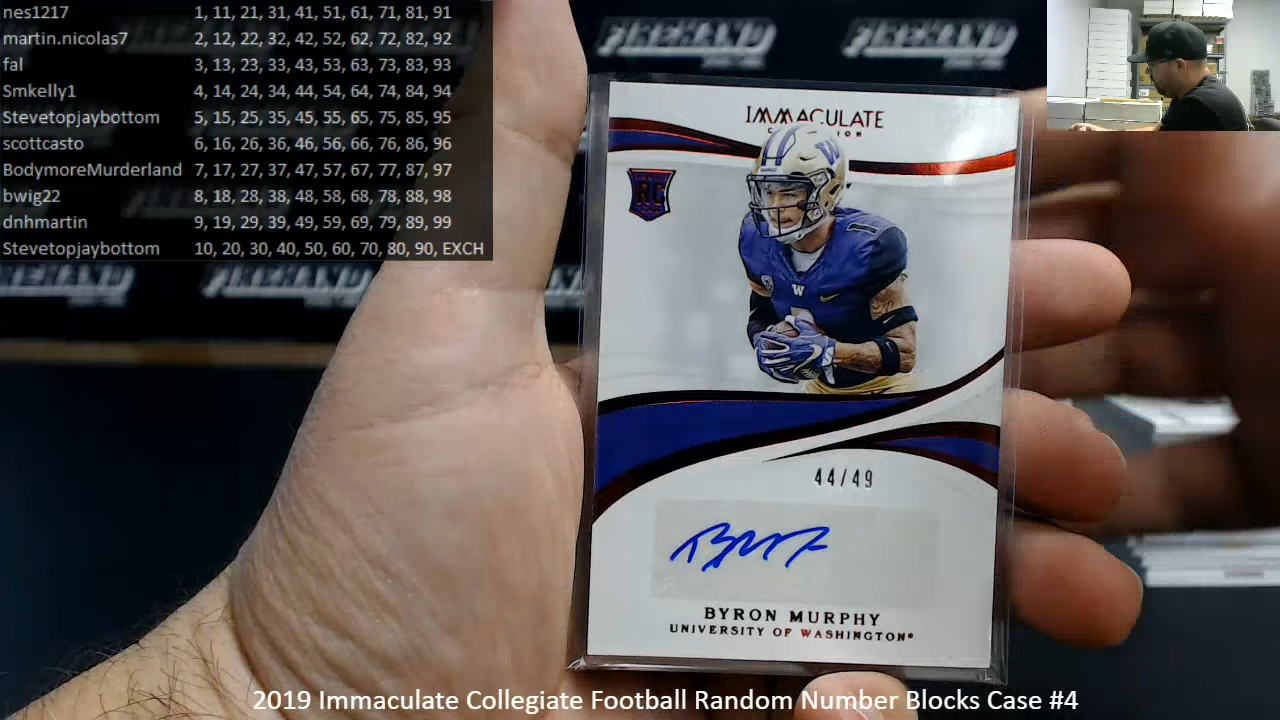 nes1217 1, 11, 21, 31, 41, 51, 61, 71, 81, 91
martin.nicolas7 2, 12, 22, 32, 42, 52, 62, 72, 82, 92
fal 3, 13, 23, 33, 43, 53, 63, 73, 83, 93
Smkelly1 4, 14, 24, 34, 44, 54, 64, 74, 84, 94
Stevetopjaybottom 5, 15, 25, 35, 45, 55, 65, 75, 85, 95
scottcasto 6, 16, 26, 36, 46, 56, 66, 76, 86, 96
BodymoreMurderland 7, 17, 27, 37, 47, 57, 67, 77, 87, 97
bwig22 8, 18, 28, 38, 48, 58, 68, 78, 88, 98
dnhmartin 9, 19, 29, 39, 49, 59, 69, 79, 89, 99
Stevetopjaybottom 10, 20, 30, 40, 50, 60, 70, 80, 90, EXCH
FIREHAND FIREHAND
FIREHAND FIREHAND
IMMACULATE
COLLECTION
RC
W
1
W
44/49
BYRON MURPHY
UNIVERSITY OF WASHINGTON
2019 Immaculate Collegiate Football Random Number Blocks Case #4